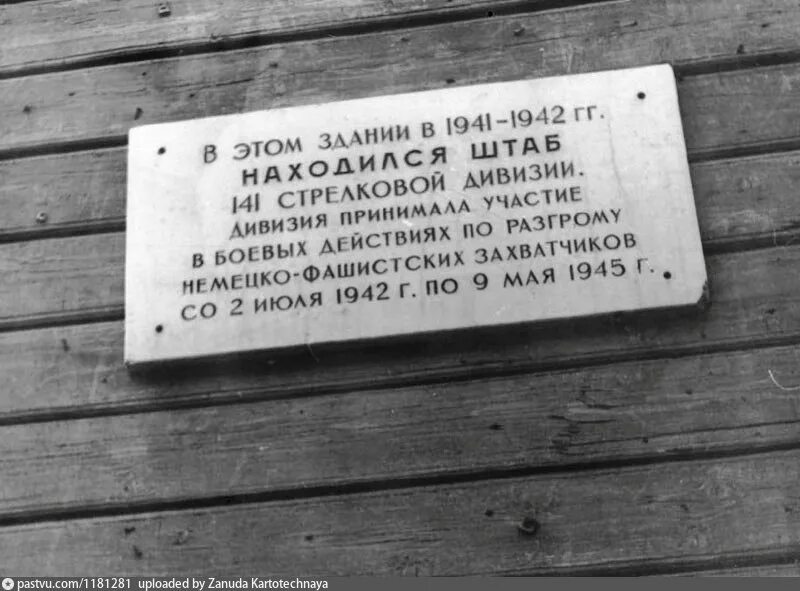 В ЭТОМ ЗДАНИИ В 1941-1942 ГГ.
НАХОДИЛСЯ ШТАБ
141 СТРЕЛКОВОЙ ДИВИЗИИ.
ДИВИЗИЯ ПРИНИМАЛА УЧАСТИЕ
В БОЕВЫХ ДЕЙСТВИЯХ ПО РАЗГРОМУ
НЕМЕЦКО-ФАШИСТСКИХ ЗАХВАТЧИКОВ
СО 2 ИЮЛЯ 1942 Г. ПО 9 МАЯ 1945 Г.
pastvu.com/1181281 uploaded by Zanuda Kartotechnaya